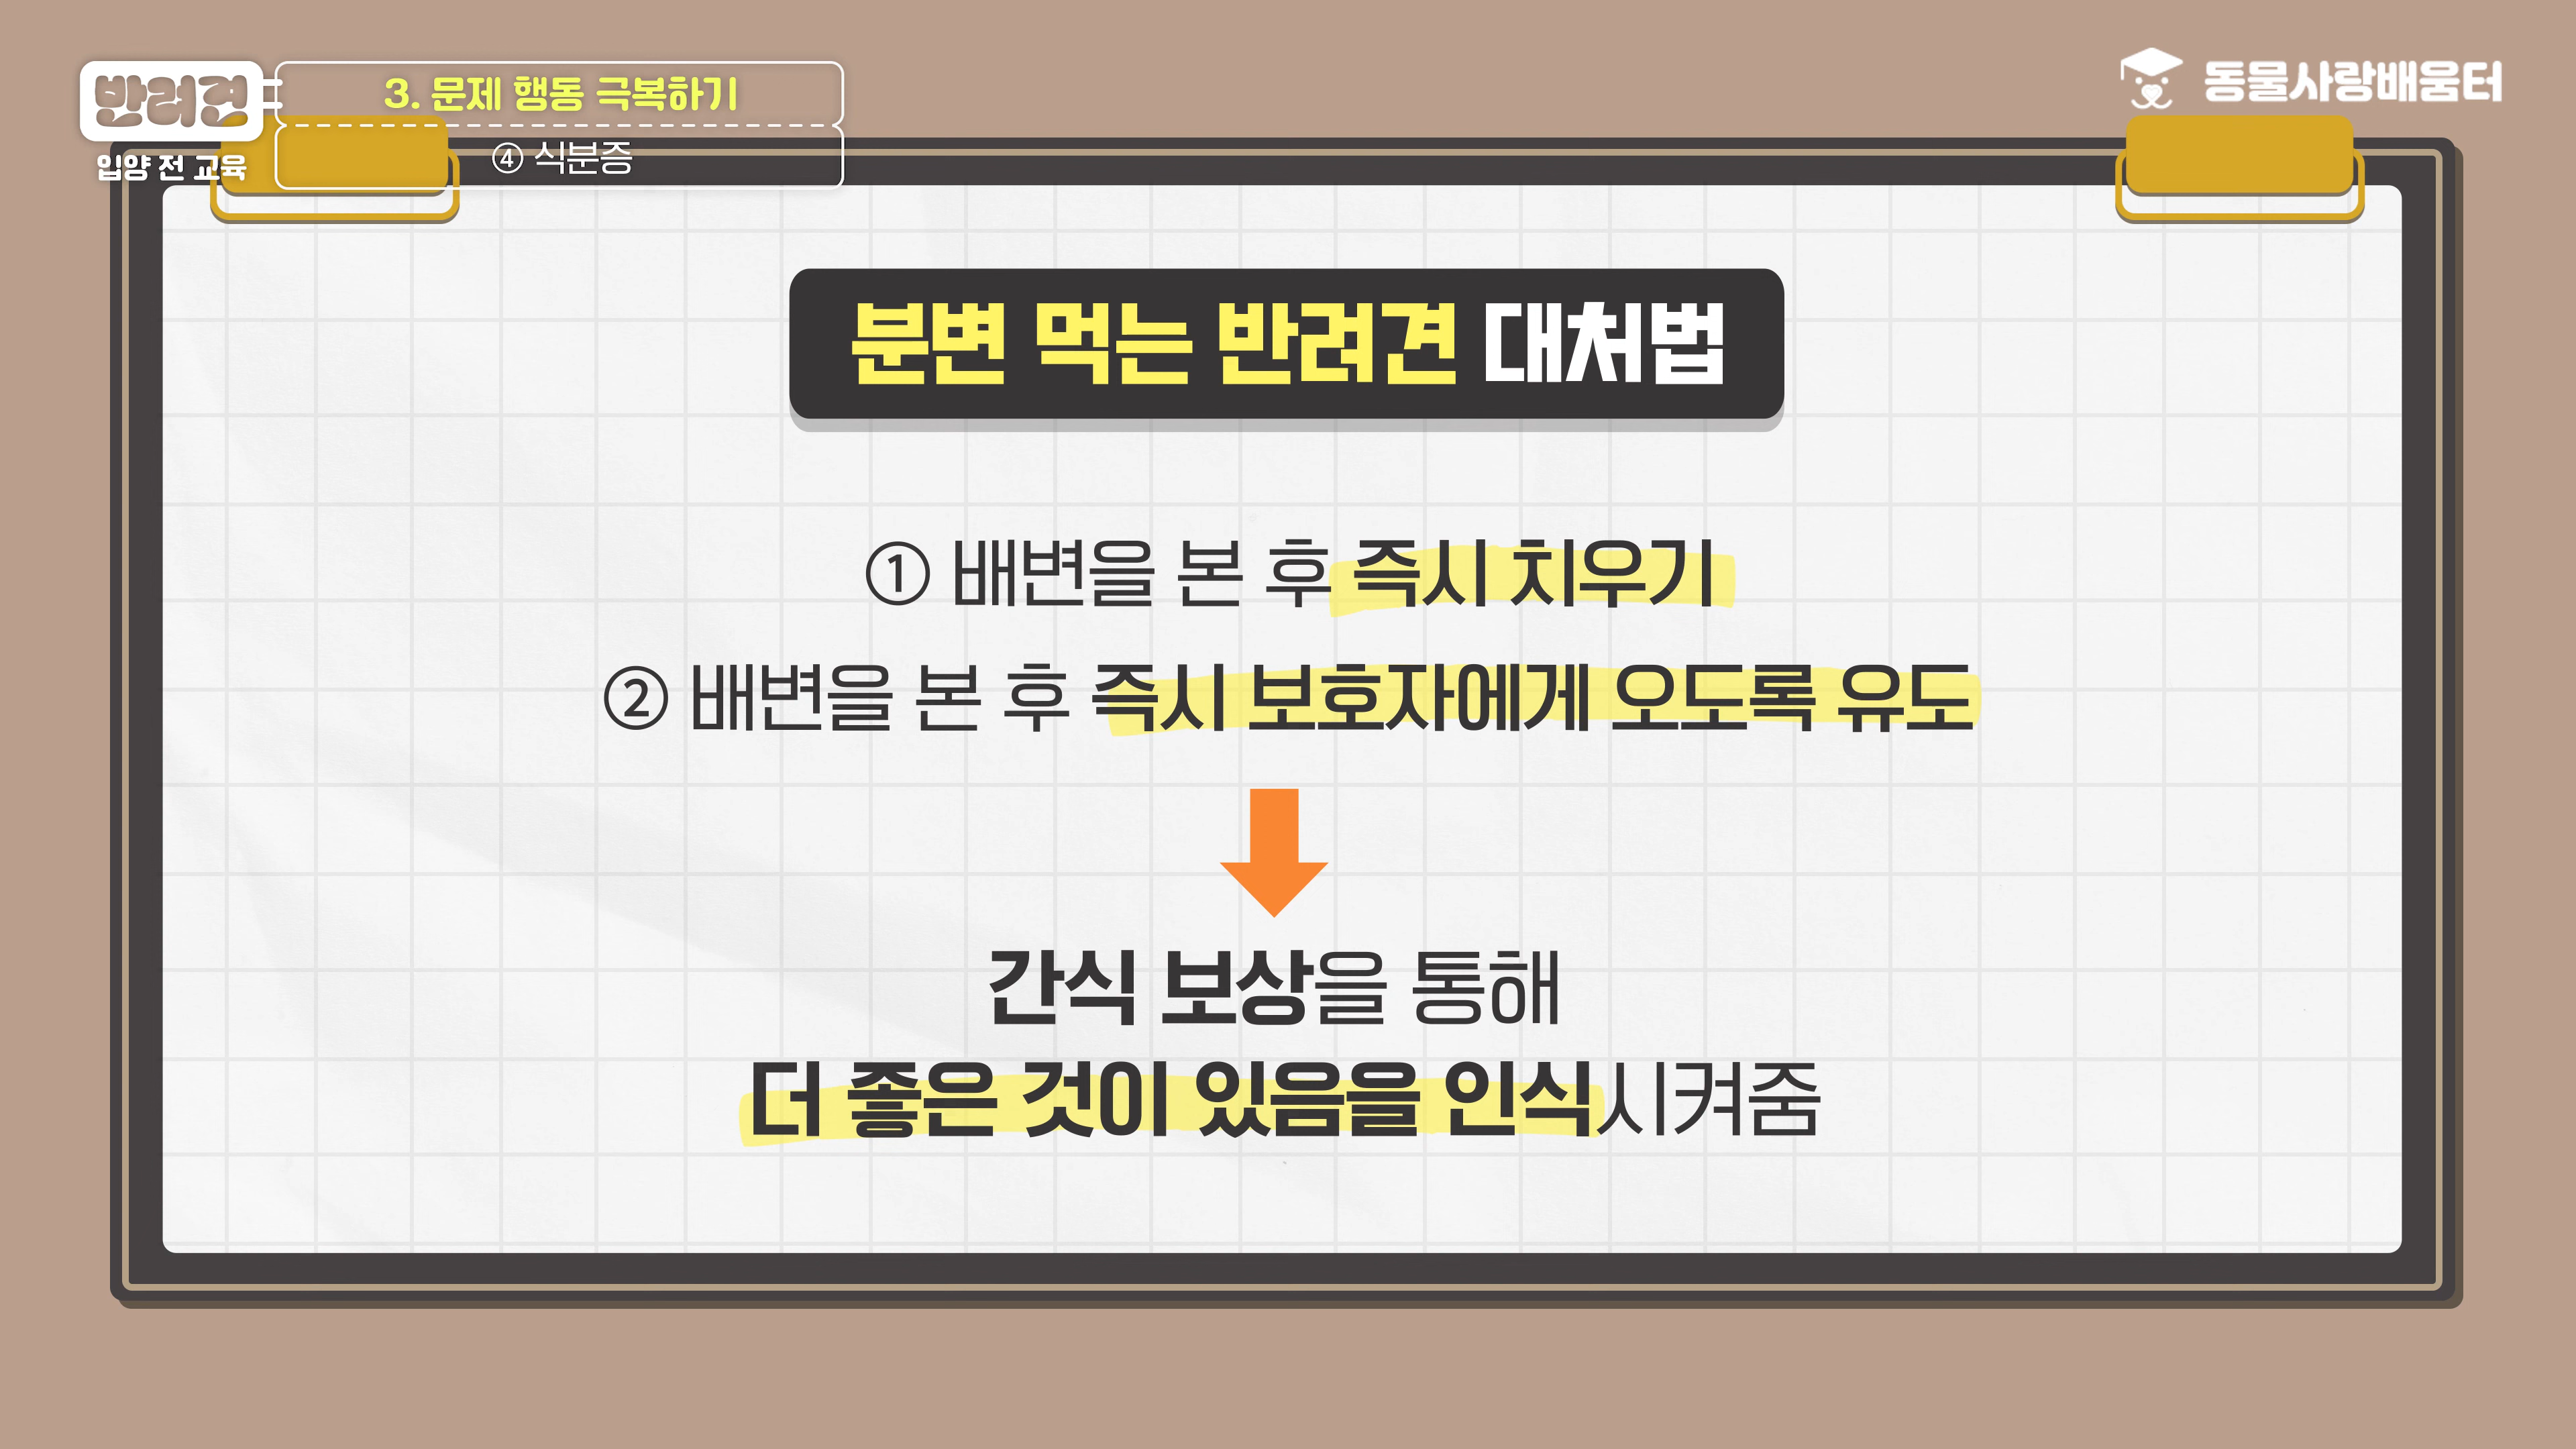 반려견
입양 전 교육
3. 문제 행동 극복하기
④ 식분증
동물사랑배움터
분변 먹는 반려견 대처법
① 배변을 본 후 즉시 치우기
② 배변을 본 후 즉시 보호자에게 오도록 유도
간식 보상을 통해
더 좋은 것이 있음을 인식시켜줌